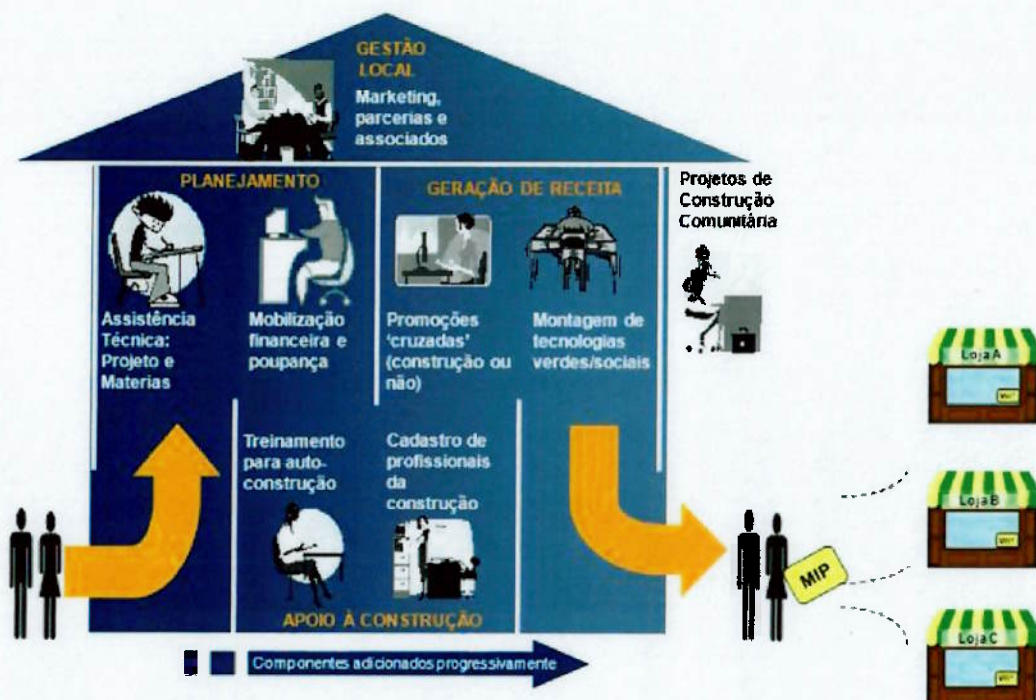 GESTÃO
LOCAL
Marketing,
parcerias e
associados
PLANEJAMENTO
GERAÇÃO DE RECEITA
Projetos de
Construção
Comunitária
Assistência
Técnica:
Projeto e
Materias
Mobilização
financeira e
poupança
Promoções
'cruzadas'
(construção ou
não)
Montagem de
tecnologias
verdes/sociais
Treinamento
para auto-
construção
Cadastro de
profissionais
da
construção
APOIO À CONSTRUÇÃO
Componentes adicionados progressivamente
MIP
Loja A
Loja B
Loja C